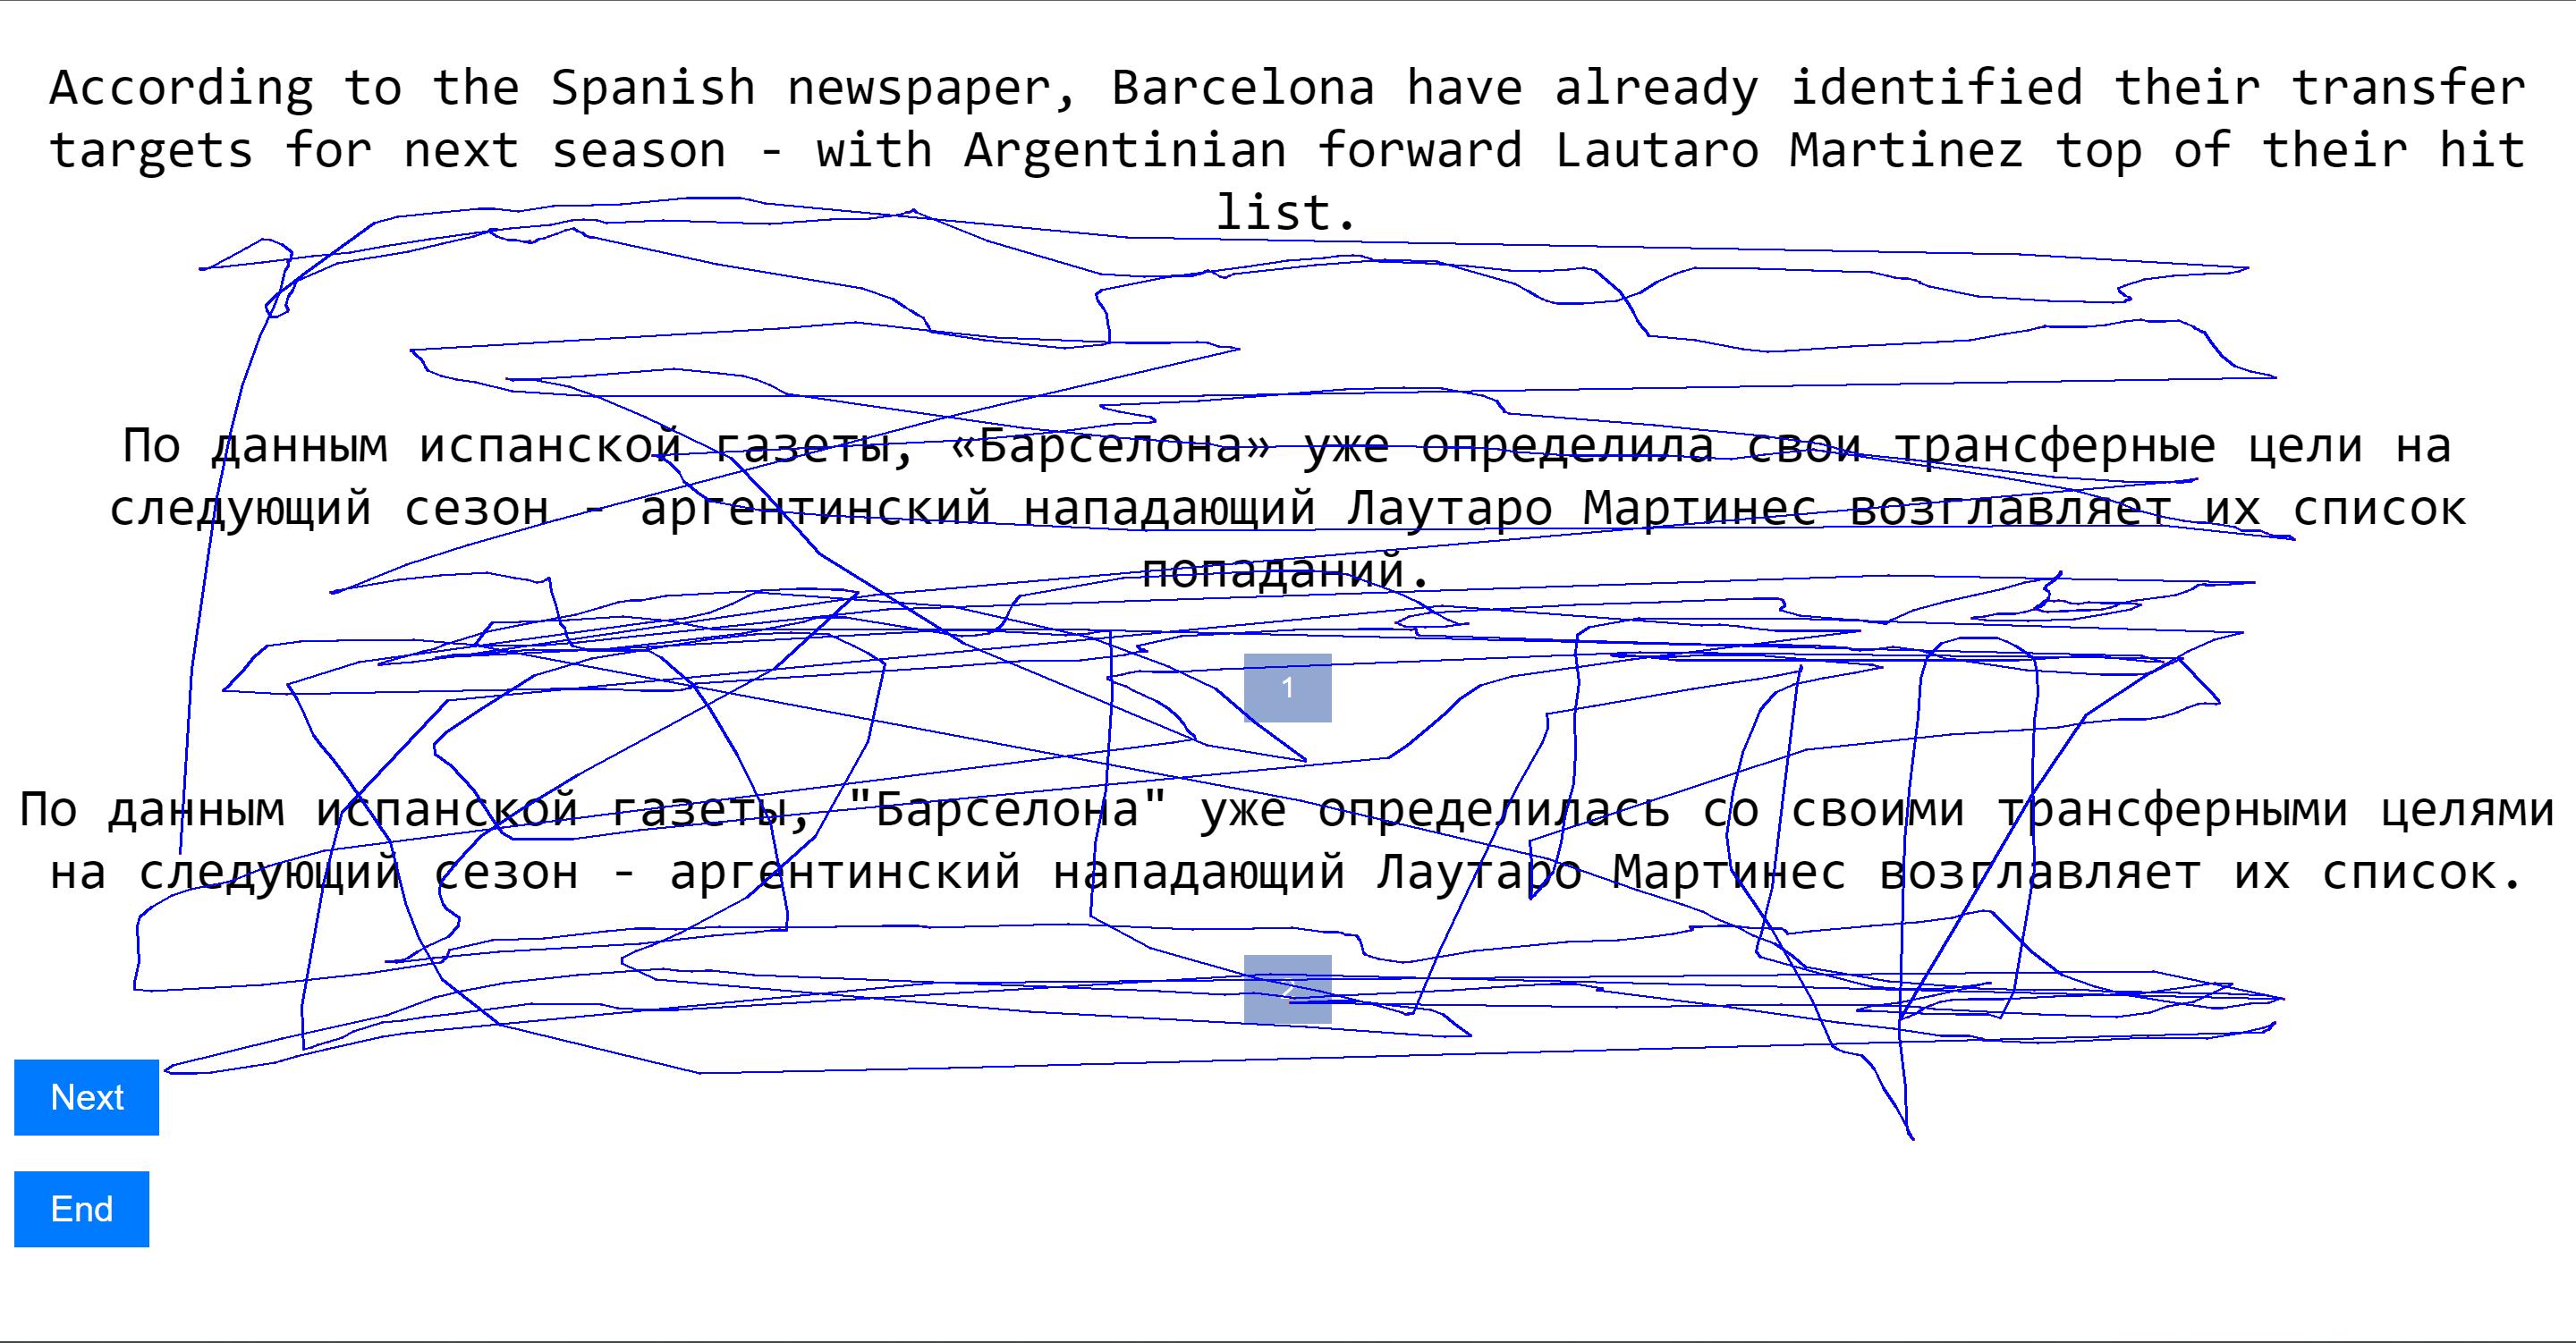 According to the Spanish newspaper, Barcelona have already identified their transfer
targets for next season - with Argentinian forward Lautaro Martinez top of their hit
list.
По данным испанской газеты, «Барселона» уже определила свои трансферные цели на
следующий сезон - аргентинский нападающий Лаутаро Мартинес возглавляет их список
попаданий.
1
По данным испанской газеты, "Барселона" уже определилась со своими трансферными целями
на следующий сезон - аргентинский нападающий Лаутаро Мартинес возглавляет их список.
2
Next
End